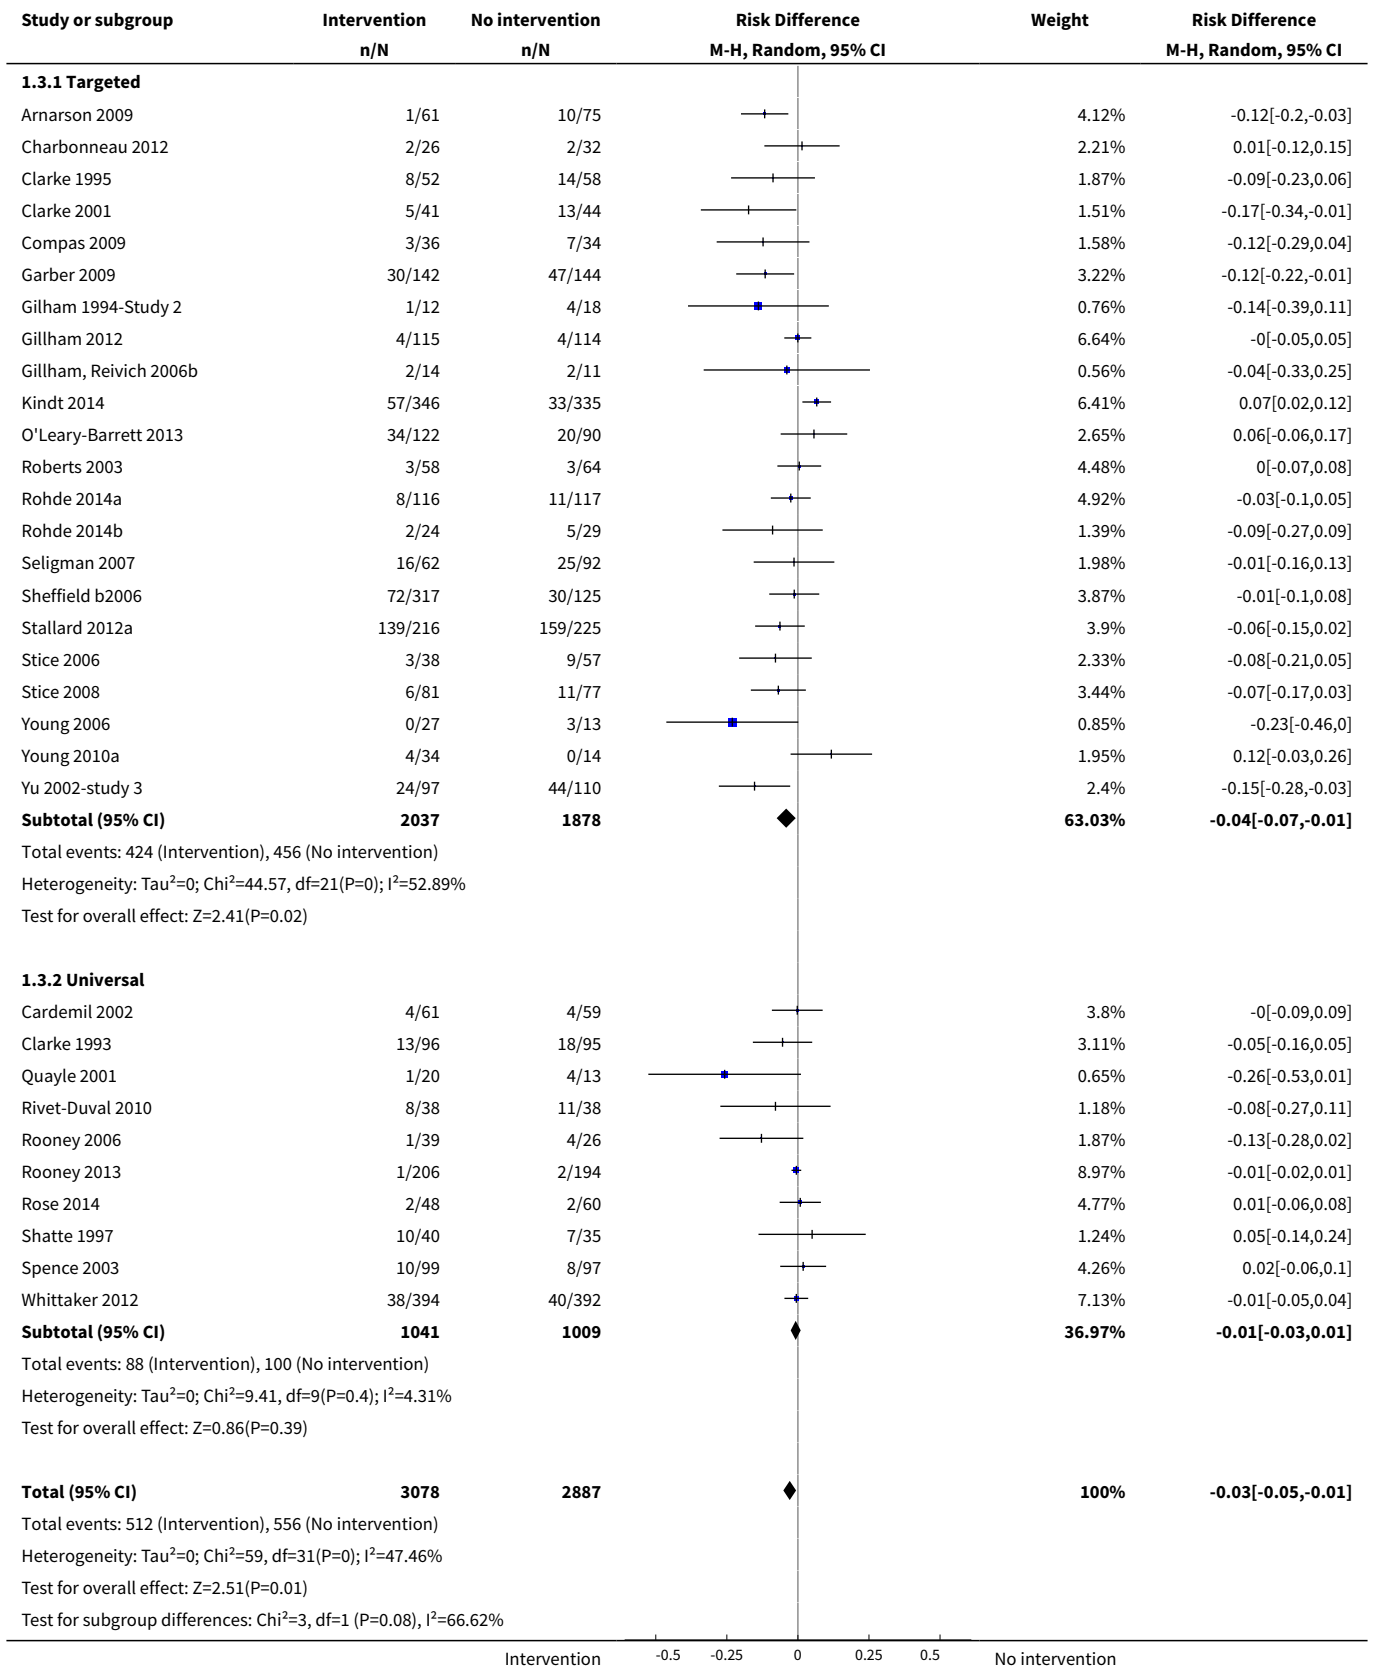 Study or subgroup Intervention No intervention Risk Difference Weight Risk Difference
n/N n/N M-H, Random, 95% CI M-H, Random, 95% CI
1.3.1 Targeted
Arnarson 2009 1/61 10/75 4.12% -0.12[-0.2,-0.03]
Charbonneau 2012 2/26 2/32 2.21% 0.01[-0.12,0.15]
Clarke 1995 8/52 14/58 1.87% -0.09[-0.23,0.06]
Clarke 2001 5/41 13/44 1.51% -0.17[-0.34,-0.01]
Compas 2009 3/36 7/34 1.58% -0.12[-0.29,0.04]
Garber 2009 30/142 47/144 3.22% -0.12[-0.22,-0.01]
Gilham 1994-Study 2 1/12 4/18 0.76% -0.14[-0.39,0.11]
Gillham 2012 4/115 4/114 6.64% -0[-0.05,0.05]
Gillham, Reivich 2006b 2/14 2/11 0.56% -0.04[-0.33,0.25]
Kindt 2014 57/346 33/335 6.41% 0.07[0.02,0.12]
O'Leary-Barrett 2013 34/122 20/90 2.65% 0.06[-0.06,0.17]
Roberts 2003 3/58 3/64 4.48% 0[-0.07,0.08]
Rohde 2014a 8/116 11/117 4.92% -0.03[-0.1,0.05]
Rohde 2014b 2/24 5/29 1.39% -0.09[-0.27,0.09]
Seligman 2007 16/62 25/92 1.98% -0.01[-0.16,0.13]
Sheffield b2006 72/317 30/125 3.87% -0.01[-0.1,0.08]
Stallard 2012a 139/216 159/225 3.9% -0.06[-0.15,0.02]
Stice 2006 3/38 9/57 2.33% -0.08[-0.21,0.05]
Stice 2008 6/81 11/77 3.44% -0.07[-0.17,0.03]
Young 2006 0/27 3/13 0.85% -0.23[-0.46,0]
Young 2010a 4/34 0/14 1.95% 0.12[-0.03,0.26]
Yu 2002-study 3 24/97 44/110 2.4% -0.15[-0.28,-0.03]
Subtotal (95% CI) 2037 1878 63.03% -0.04[-0.07,-0.01]
Total events: 424 (Intervention), 456 (No intervention)
Heterogeneity: Tau²=0; Chi²=44.57, df=21(P=0); I²=52.89%
Test for overall effect: Z=2.41(P=0.02)
1.3.2 Universal
Cardemil 2002 4/61 4/59 3.8% -0[-0.09,0.09]
Clarke 1993 13/96 18/95 3.11% -0.05[-0.16,0.05]
Quayle 2001 1/20 4/13 0.65% -0.26[-0.53,0.01]
Rivet-Duval 2010 8/38 11/38 1.18% -0.08[-0.27,0.11]
Rooney 2006 1/39 4/26 1.87% -0.13[-0.28,0.02]
Rooney 2013 1/206 2/194 8.97% -0.01[-0.02,0.01]
Rose 2014 2/48 2/60 4.77% 0.01[-0.06,0.08]
Shatte 1997 10/40 7/35 1.24% 0.05[-0.14,0.24]
Spence 2003 10/99 8/97 4.26% 0.02[-0.06,0.1]
Whittaker 2012 38/394 40/392 7.13% -0.01[-0.05,0.04]
Subtotal (95% CI) 1041 1009 36.97% -0.01[-0.03,0.01]
Total events: 88 (Intervention), 100 (No intervention)
Heterogeneity: Tau²=0; Chi²=9.41, df=9(P=0.4); I²=4.31%
Test for overall effect: Z=0.86(P=0.39)
Total (95% CI) 3078 2887 100% -0.03[-0.05,-0.01]
Total events: 512 (Intervention), 556 (No intervention)
Heterogeneity: Tau²=0; Chi²=59, df=31(P=0); I²=47.46%
Test for overall effect: Z=2.51(P=0.01)
Test for subgroup differences: Chi²=3, df=1 (P=0.08), I²=66.62%
Intervention -0.5 -0.25 0 0.25 0.5 No intervention